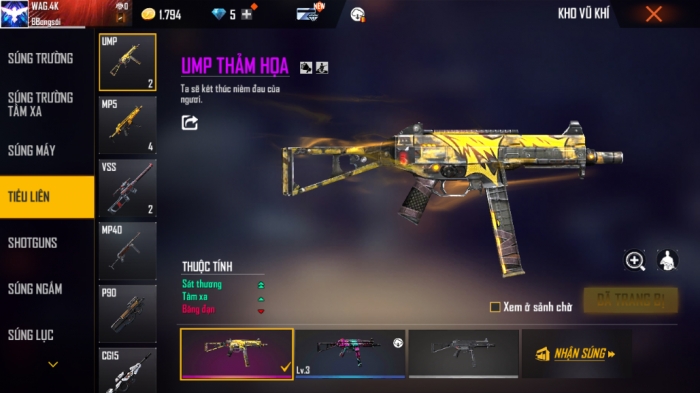 WAG.4K
GBangsói
0
1.794
5
NEW
KHO VŨ KHÍ
SÚNG TRƯỜNG
SÚNG TRƯỜNG
TẦM XA
SÚNG MÁY
TIỂU LIÊN
SHOTGUNS
SÚNG NGẮM
SÚNG LỤC
UMP
2
MP5
4
VSS
2
MP40
P90
CG15
UMP THẢM HỌA
Ta sẽ kết thúc niềm đau của
ngươi.
THUỘC TÍNH
Sát thương
Tầm xa
Băng đạn
Xem ở sảnh chờ
ĐÃ TRANG BỊ
Lv.3
NHẬN SÚNG